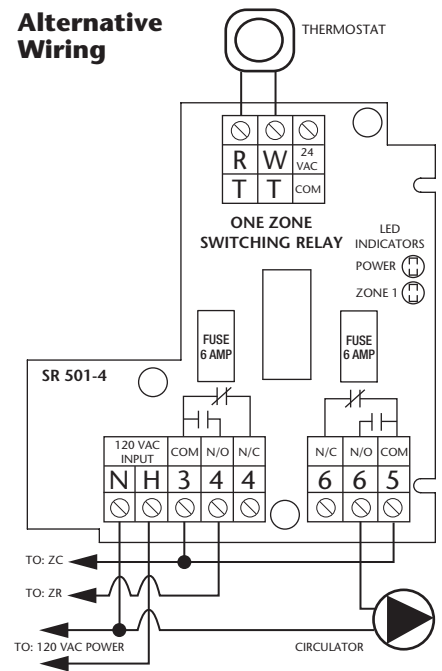 Alternative
Wiring
THERMOSTAT
R W 24 VAC
T T COM
ONE ZONE
SWITCHING RELAY
LED
INDICATORS
POWER
ZONE 1
FUSE
6 AMP
FUSE
6 AMP
SR 501-4
120 VAC
INPUT
COM N/O N/C
N H 3 4 4
N/C N/O COM
6 6 5
TO: ZC
TO: ZR
TO: 120 VAC POWER
CIRCULATOR